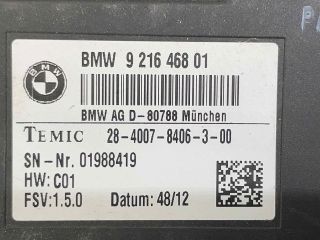 BMW
BMW 9 216 468 01
BMW AG D-80788 München
TEMIC 28-4007-8406-3-00
SN-Nr. 01988419
HW: C01
FSV:1.5.0 Datum: 48/12